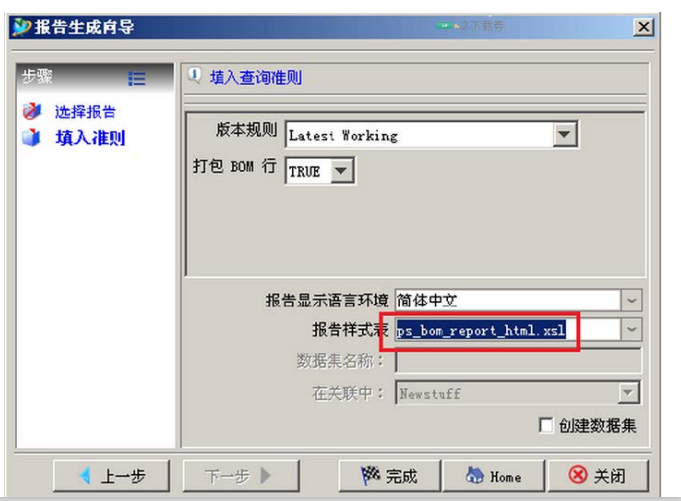 报告生成向导
2下载券
步骤
填入查询准则
选择报告
填入准则
版本规则 Latest Working
打包 BOM 行 TRUE
报告显示语言环境 简体中文
报告样式表 ps_bom_report_html.xsl
数据集名称：
在关联中： Newstuff
创建数据集
上一步 下一步 完成 Home 关闭